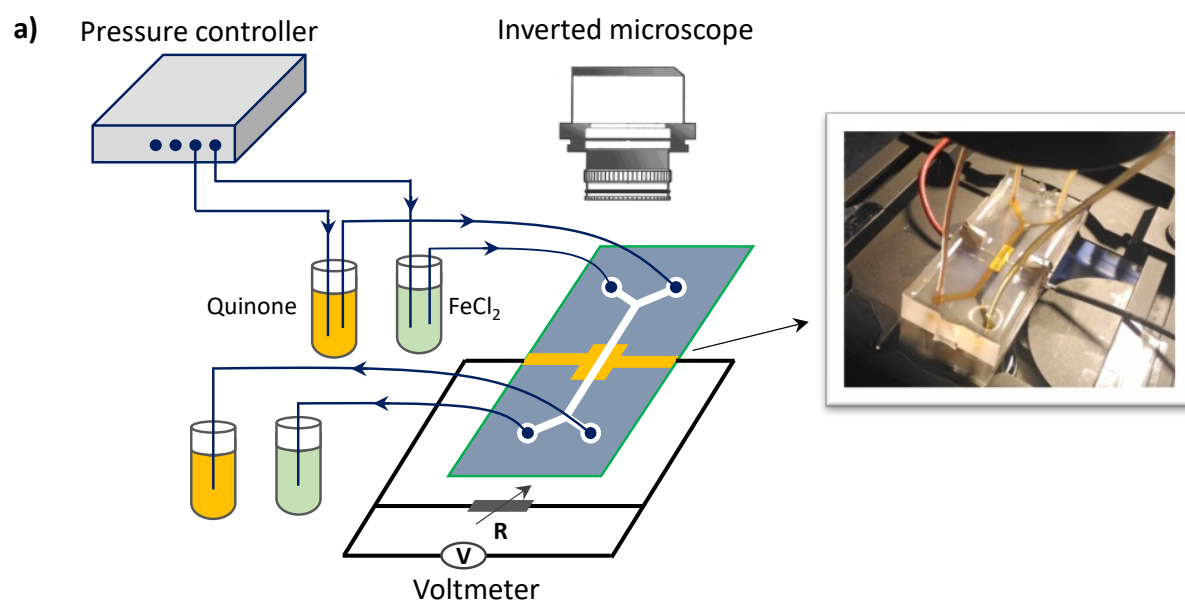 a)
Pressure controller
Inverted microscope
Quinone
FeCl₂
R
V
Voltmeter